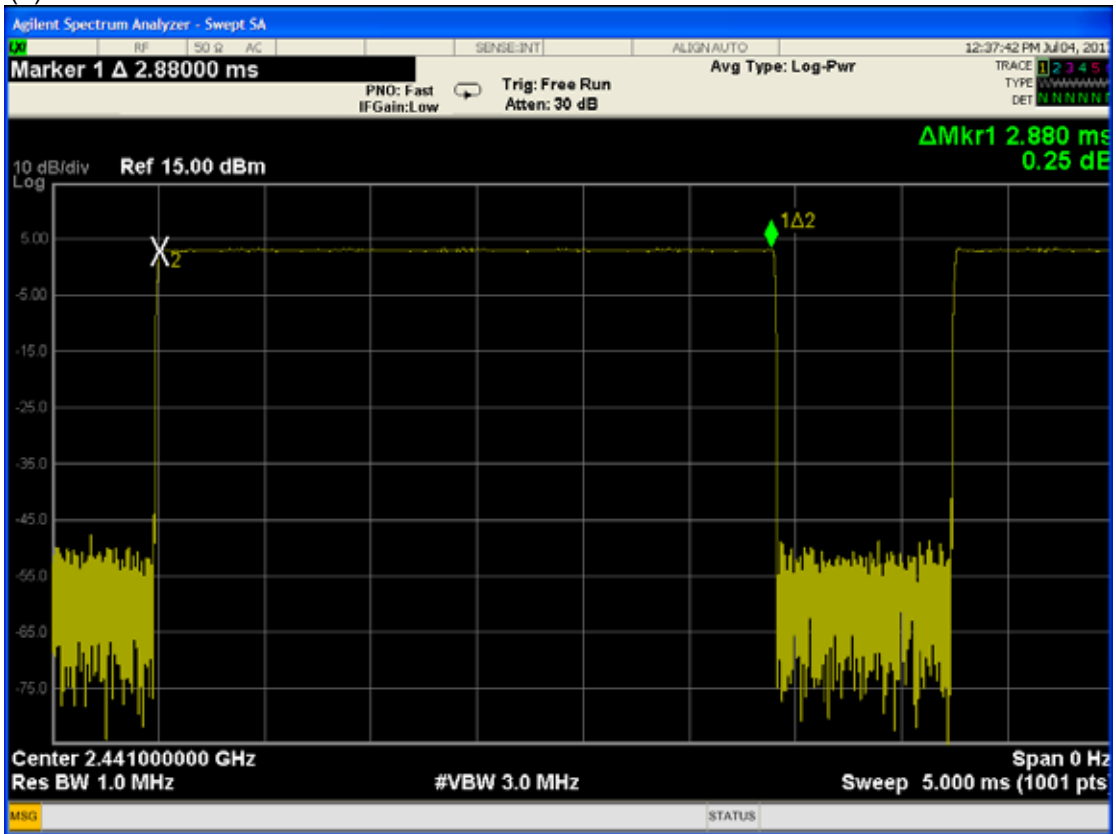 Agilent Spectrum Analyzer - Swept SA
LXI RF 50 Ω AC SENSE:INT ALIGN AUTO 12:37:42 PM Jul 04, 201
Marker 1 Δ 2.88000 ms Avg Type: Log-Pwr TRACE 1 2 3 4 5
PNO: Fast Trig: Free Run TYPE
IFGain:Low Atten: 30 dB DET N N N N N
ΔMkr1 2.880 ms
10 dB/div Ref 15.00 dBm 0.25 dB
Log
1Δ2
5.00
2
-5.00
-15.0
-25.0
-35.0
-45.0
-55.0
-65.0
-75.0
Center 2.441000000 GHz Span 0 Hz
Res BW 1.0 MHz #VBW 3.0 MHz Sweep 5.000 ms (1001 pts
MSG STATUS